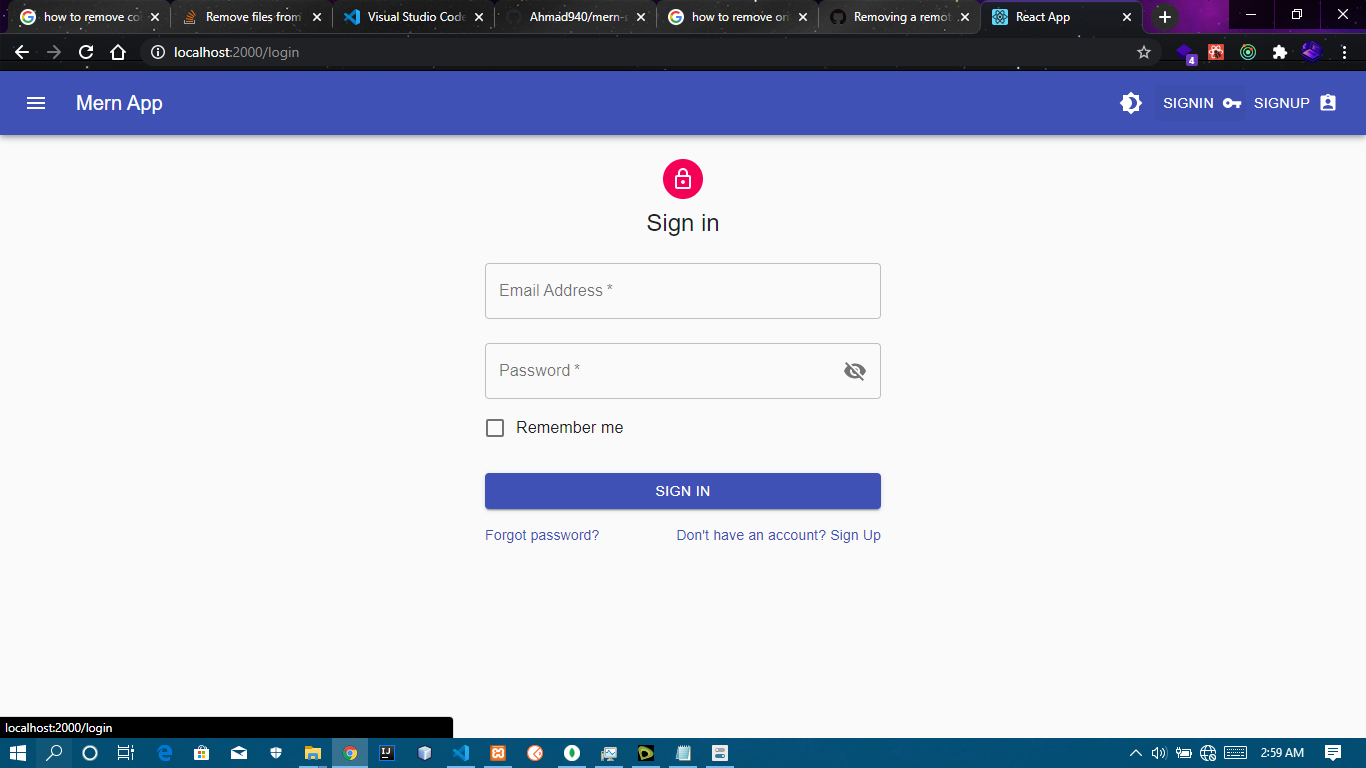 how to remove co
Remove files from
Visual Studio Code
Ahmad940/mern-
how to remove on
Removing a remot
React App
localhost:2000/login
4
Mern App
SIGNIN
SIGNUP
Sign in
Email Address *
Password *
Remember me
SIGN IN
Forgot password?
Don't have an account? Sign Up
localhost:2000/login
IJ
2:59 AM